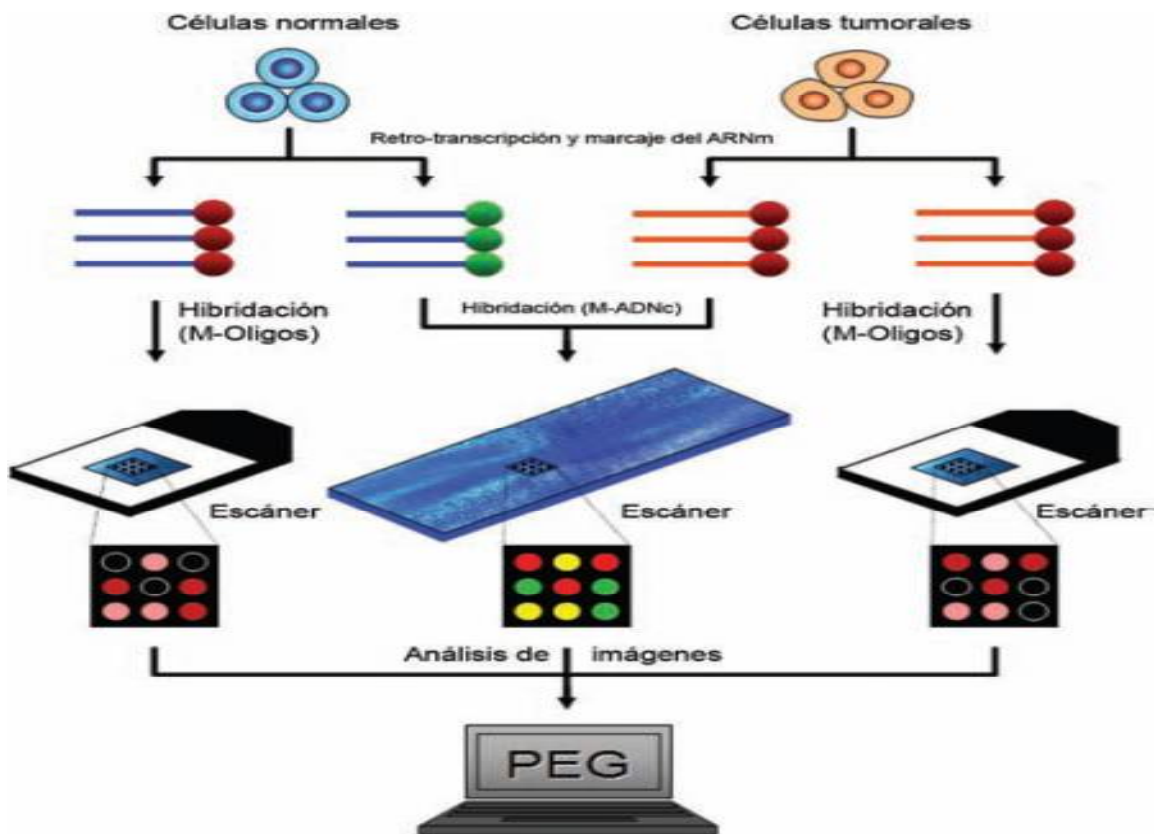 Células normales
Células tumorales
Retro-transcripción y marcaje del ARNm
Hibridación
(M-Oligos)
Hibridación (M-ADNc)
Hibridación
(M-Oligos)
Escáner
Escáner
Escáner
Análisis de imágenes
PEG